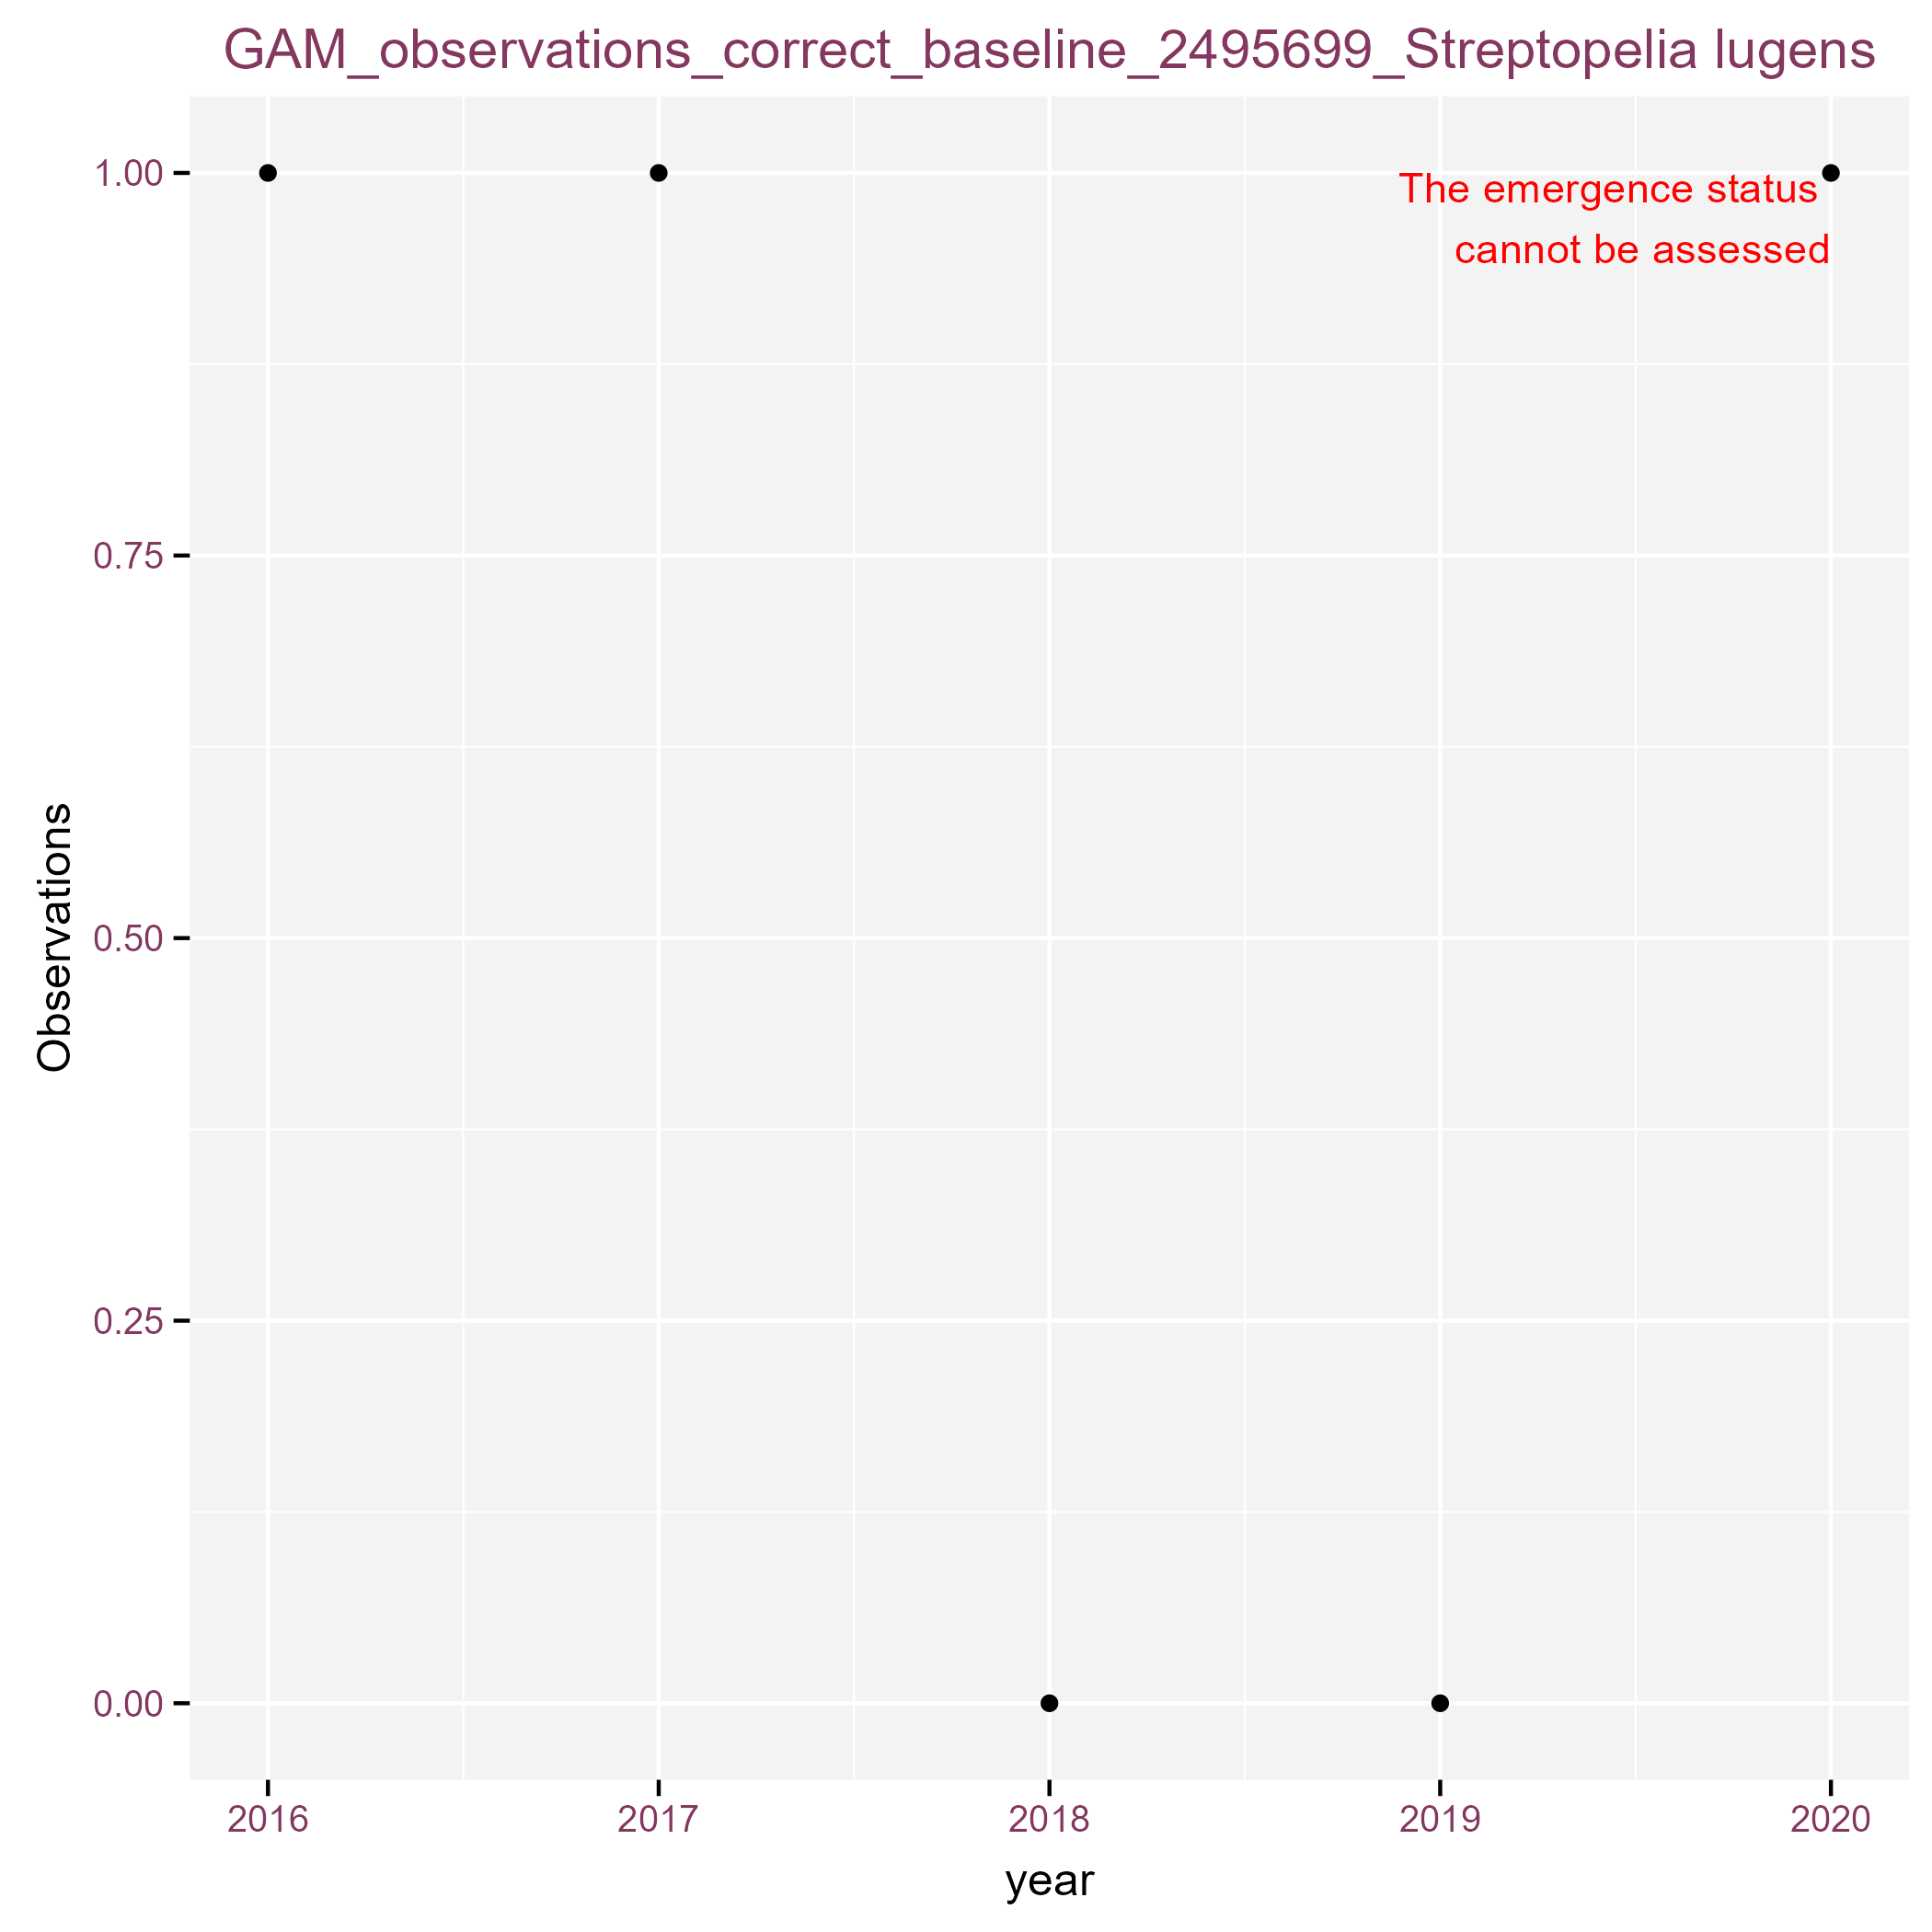 GAM_observations_correct_baseline_2495699_Streptopelia lugens
1.00
The emergence status
cannot be assessed
0.75
0.50
Observations
0.25
0.00
2016 2017 2018 2019 2020
year